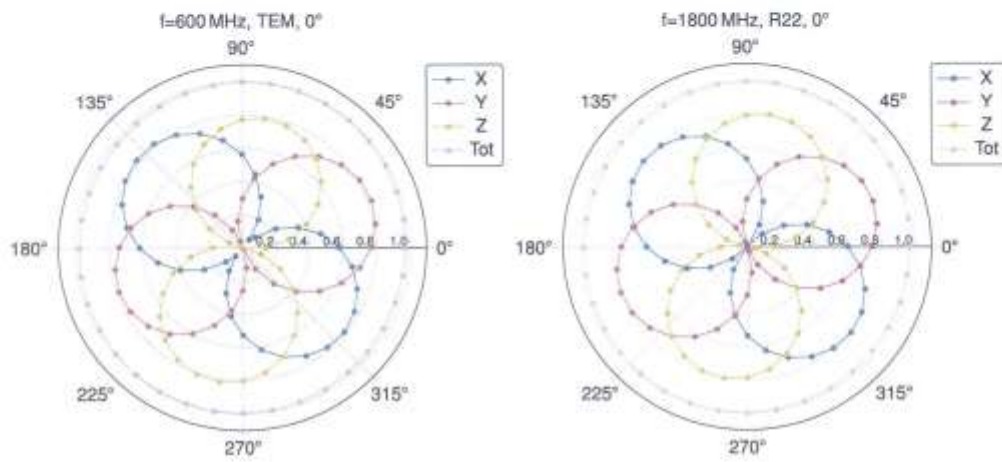 f=600 MHz, TEM, 0°
90°
135°
45°
X
Y
Z
Tot
180°
0.2 0.4 0.6 0.8 1.0
0°
225°
315°
270°
f=1800 MHz, R22, 0°
90°
135°
45°
X
Y
Z
Tot
180°
0.2 0.4 0.6 0.8 1.0
0°
225°
315°
270°